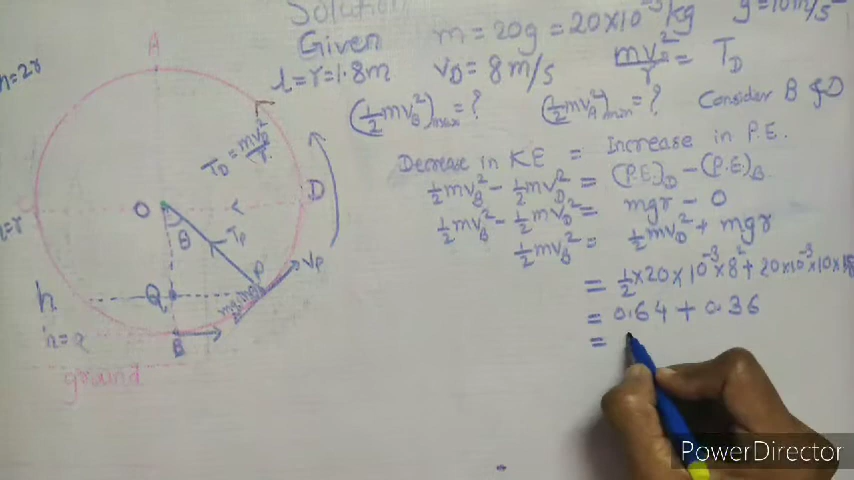 Solution
Given m = 20g = 20×10⁻³ kg g=10m/s²
l=r=1.8m V_D = 8 m/s mv²/r = T_D
(½mv_B²)max = ? (½mv_A²)min = ? Consider B & D
Decrease in KE = Increase in P.E.
½mv_B² - ½mv_D² = (P.E.)_D - (P.E.)_B
½mv_B² - ½mv_D² = mgr - 0
½mv_B² = ½mv_D² + mgr
= ½×20×10⁻³×8² + 20×10⁻³×10×1.8
= 0.64 + 0.36
=
h=2r
A
T_D = mv_D²/r
O
D
θ
T_P
P
V_P
h
Q
B
ground
PowerDirector